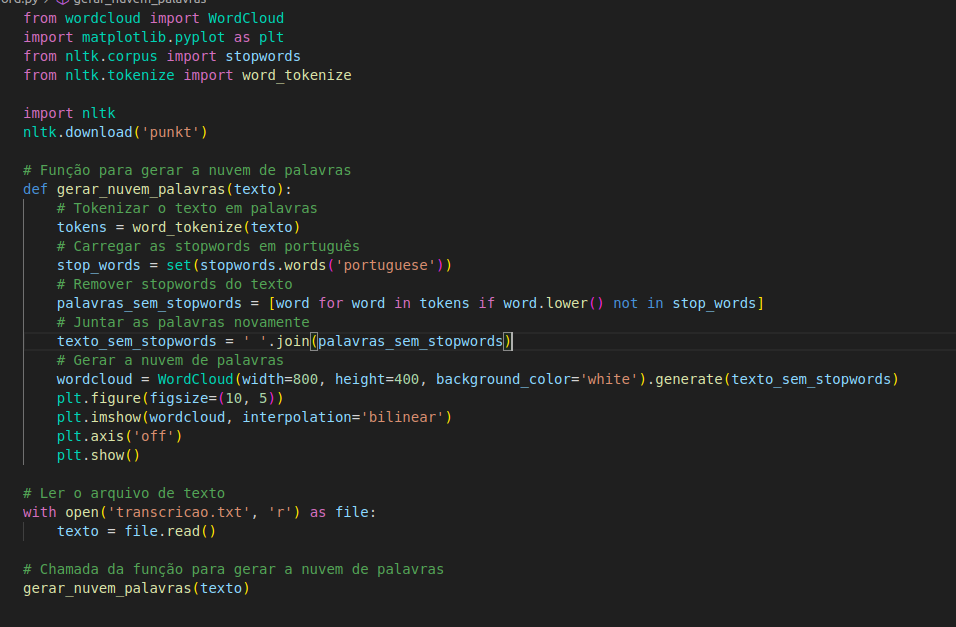 ord.py > gerar_nuvem_palavras
from wordcloud import WordCloud
import matplotlib.pyplot as plt
from nltk.corpus import stopwords
from nltk.tokenize import word_tokenize
import nltk
nltk.download('punkt')
# Função para gerar a nuvem de palavras
def gerar_nuvem_palavras(texto):
    # Tokenizar o texto em palavras
    tokens = word_tokenize(texto)
    # Carregar as stopwords em português
    stop_words = set(stopwords.words('portuguese'))
    # Remover stopwords do texto
    palavras_sem_stopwords = [word for word in tokens if word.lower() not in stop_words]
    # Juntar as palavras novamente
    texto_sem_stopwords = ' '.join(palavras_sem_stopwords)
    # Gerar a nuvem de palavras
    wordcloud = WordCloud(width=800, height=400, background_color='white').generate(texto_sem_stopwords)
    plt.figure(figsize=(10, 5))
    plt.imshow(wordcloud, interpolation='bilinear')
    plt.axis('off')
    plt.show()
# Ler o arquivo de texto
with open('transcricao.txt', 'r') as file:
    texto = file.read()
# Chamada da função para gerar a nuvem de palavras
gerar_nuvem_palavras(texto)